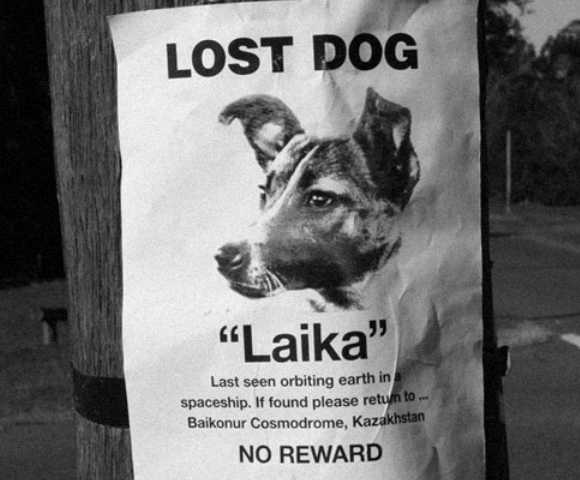 LOST DOG
“Laika”
Last seen orbiting earth in a
spaceship. If found please return to ...
Baikonur Cosmodrome, Kazakhstan
NO REWARD